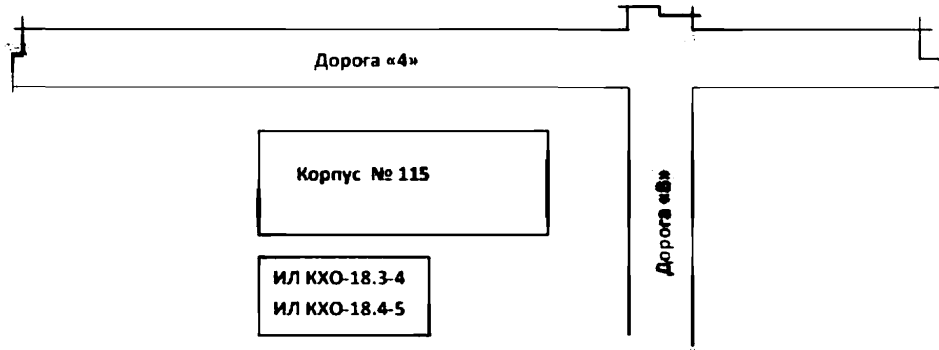 Дорога «4»
Корпус № 115
Дорога «В»
ИЛ КХО-18.3-4
ИЛ КХО-18.4-5